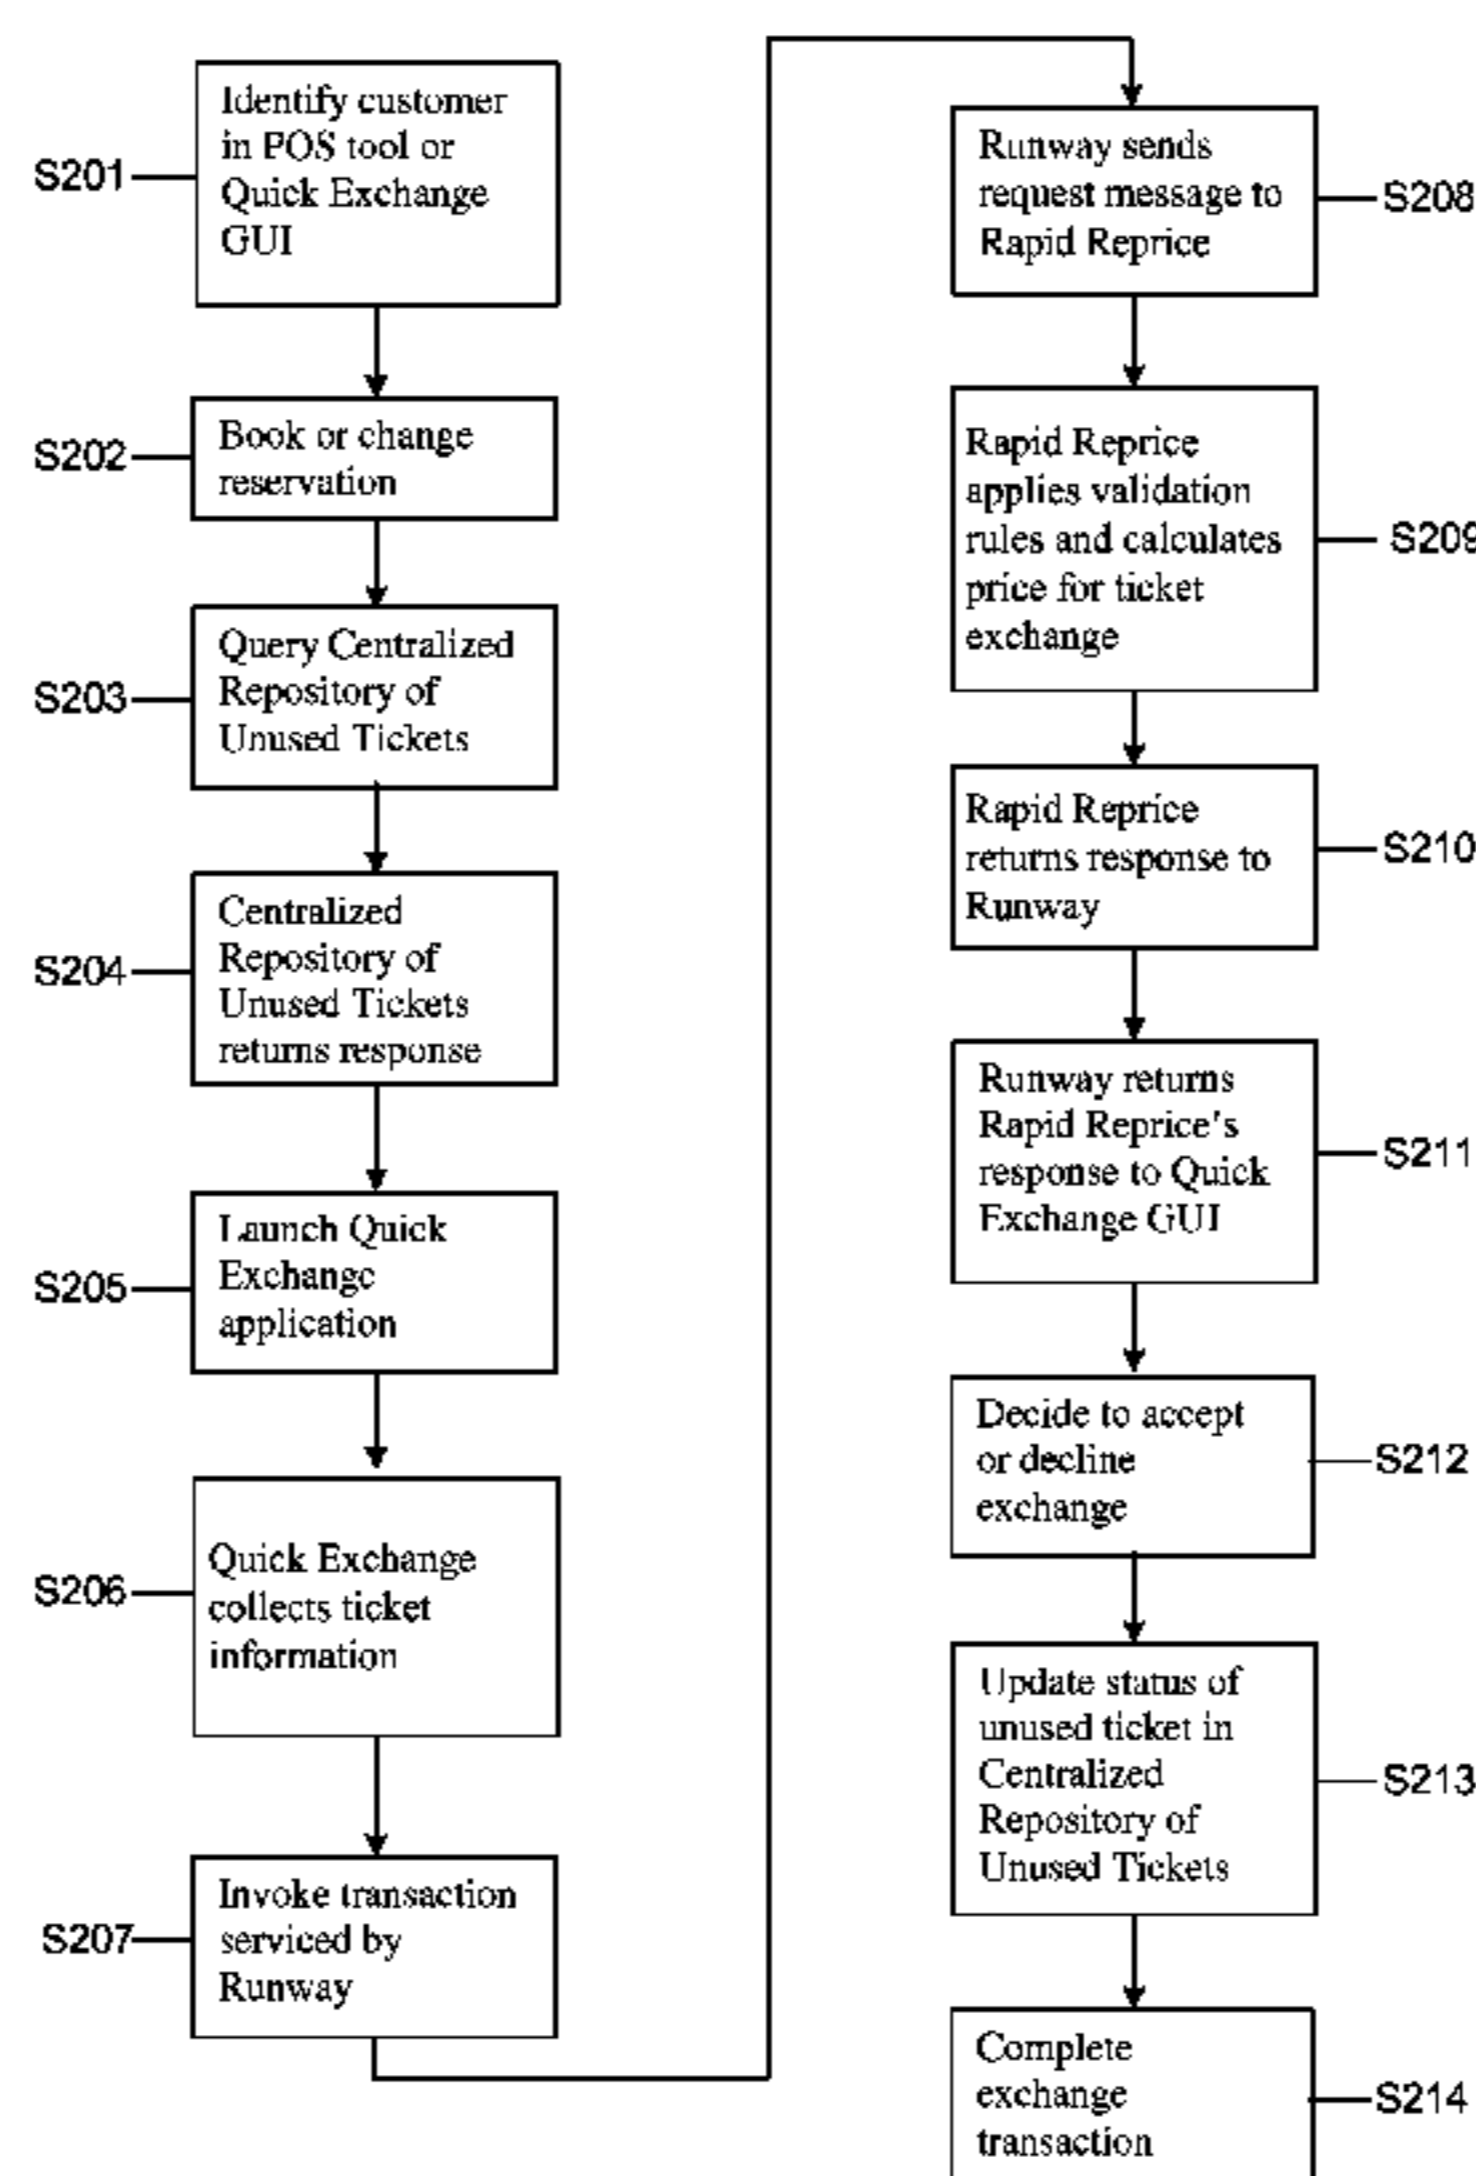 S201
Identify customer
in POS tool or
Quick Exchange
GUI
S202
Book or change
reservation
S203
Query Centralized
Repository of
Unused Tickets
S204
Centralized
Repository of
Unused Tickets
returns response
S205
Launch Quick
Exchange
application
S206
Quick Exchange
collects ticket
information
S207
Invoke transaction
serviced by
Runway
Runway sends
request message to
Rapid Reprice
S208
Rapid Reprice
applies validation
rules and calculates
price for ticket
exchange
S209
Rapid Reprice
returns response to
Runway
S210
Runway returns
Rapid Reprice's
response to Quick
Exchange GUI
S211
Decide to accept
or decline
exchange
S212
Update status of
unused ticket in
Centralized
Repository of
Unused Tickets
S213
Complete
exchange
transaction
S214